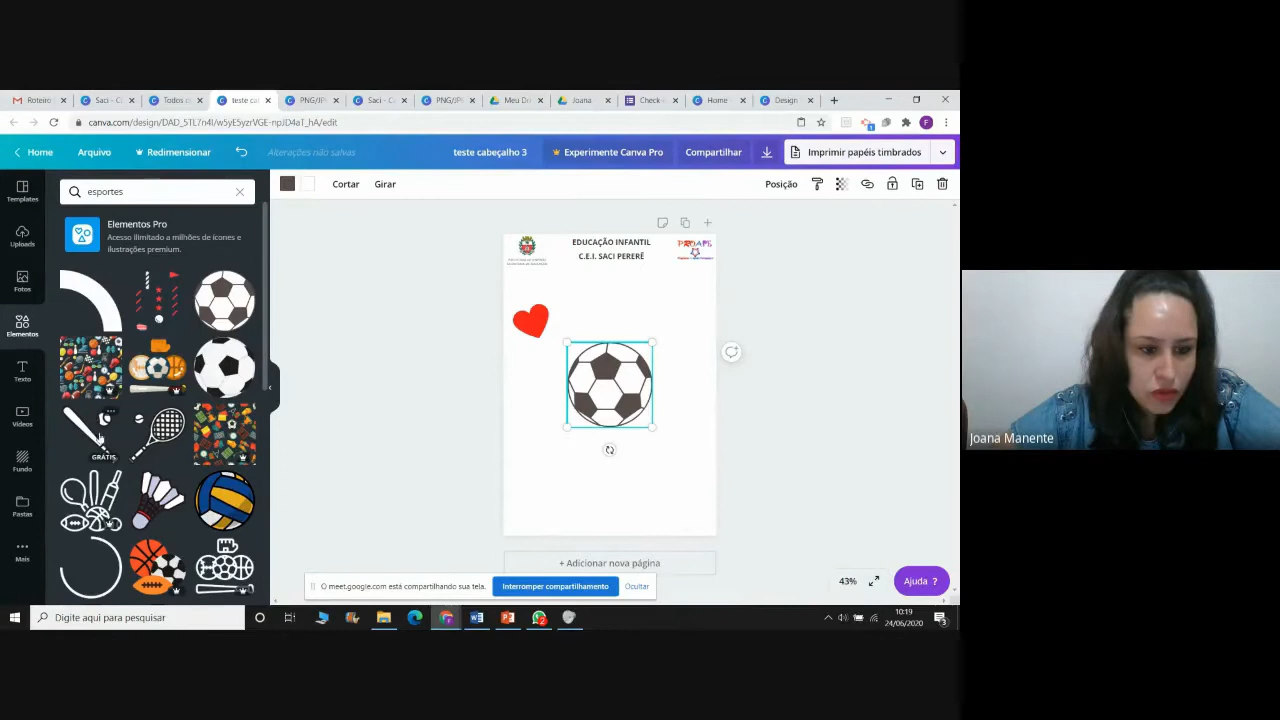 Roteiro
Saci - C
Todos o
teste cal
PNG/JP
Saci - C
PNG/JP
Meu Dri
Joana
Check-
Home
Design
canva.com/design/DAD_5TL7n4I/w5yE5yzrVGE-npJD4aT_hA/edit
Home
Arquivo
Redimensionar
Alterações não salvas
teste cabeçalho 3
Experimente Canva Pro
Compartilhar
Imprimir papéis timbrados
Templates
Uploads
Fotos
Elementos
Texto
Vídeos
Fundo
Pastas
Mais
esportes
Elementos Pro
Acesso ilimitado a milhões de ícones e
ilustrações premium.
GRÁTIS
Cortar
Girar
Posição
EDUCAÇÃO INFANTIL
C.E.I. SACI PERERÊ
PROAPE
+ Adicionar nova página
O meet.google.com está compartilhando sua tela.
Interromper compartilhamento
Ocultar
43%
Ajuda ?
Digite aqui para pesquisar
10:19
24/06/2020
Joana Manente